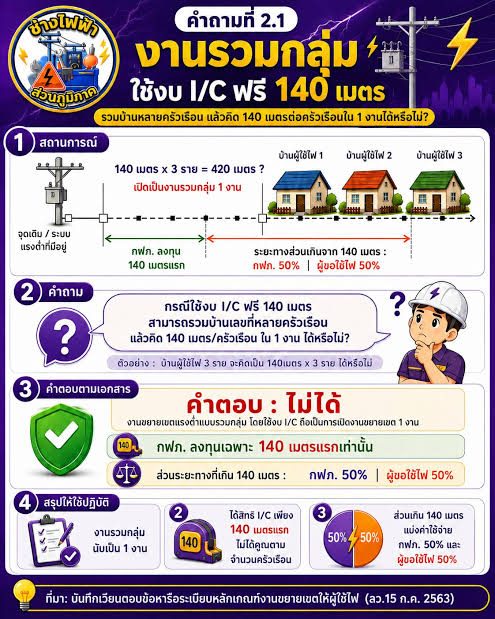 ช่างไฟฟ้า
ส่วนภูมิภาค
คำถามที่ 2.1
งานรวมกลุ่ม
ใช้งบ I/C ฟรี 140 เมตร
รวมบ้านหลายครัวเรือน แล้วคิด 140 เมตรต่อครัวเรือนใน 1 งานได้หรือไม่?
1 สถานการณ์
140 เมตร x 3 ราย = 420 เมตร ?
เปิดเป็นงานรวมกลุ่ม 1 งาน
บ้านผู้ใช้ไฟ 1
บ้านผู้ใช้ไฟ 2
บ้านผู้ใช้ไฟ 3
จุดเดิม / ระบบ
แรงต่ำที่มีอยู่
กฟภ. ลงทุน
140 เมตรแรก
ระยะทางส่วนเกินจาก 140 เมตร :
กฟภ. 50% | ผู้ขอใช้ไฟ 50%
2 คำถาม
?
กรณีใช้งบ I/C ฟรี 140 เมตร
สามารถรวมบ้านเลขที่หลายครัวเรือน
แล้วคิด 140 เมตร/ครัวเรือน ใน 1 งาน ได้หรือไม่?
ตัวอย่าง : บ้านผู้ใช้ไฟ 3 ราย จะคิดเป็น 140เมตร x 3 ราย ได้หรือไม่
?
?
3 คำตอบตามเอกสาร
คำตอบ : ไม่ได้
งานขยายเขตแรงต่ำแบบรวมกลุ่ม โดยใช้งบ I/C ถือเป็นการเปิดงานขยายเขต 1 งาน
กฟภ. ลงทุนเฉพาะ 140 เมตรแรกเท่านั้น
ส่วนระยะทางที่เกิน 140 เมตร : กฟภ. 50% | ผู้ขอใช้ไฟ 50%
4 สรุปให้ใช้ปฏิบัติ
งานรวมกลุ่ม
นับเป็น 1 งาน
2
140
ได้สิทธิ I/C เพียง
140 เมตรแรก
ไม่ได้คูณตาม
จำนวนครัวเรือน
3
50% 50%
ส่วนเกิน 140 เมตร
แบ่งค่าใช้จ่าย
กฟภ. 50% และ
ผู้ขอใช้ไฟ 50%
ที่มา: บันทึกเวียนตอบข้อหารือระเบียบหลักเกณฑ์งานขยายเขตให้ผู้ใช้ไฟ (ลว.15 ก.ค. 2563)